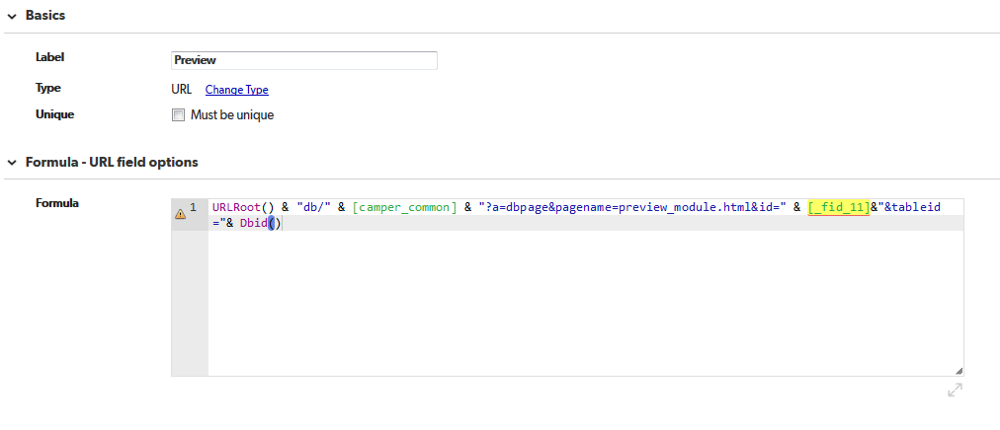 Basics
Label Preview
Type URL Change Type
Unique Must be unique
Formula - URL field options
Formula 1 URLRoot() & "db/" & [camper_common] & "?a=dbpage&pagename=preview_module.html&id=" & [_fid_11]&"&tableid
="& Dbid()